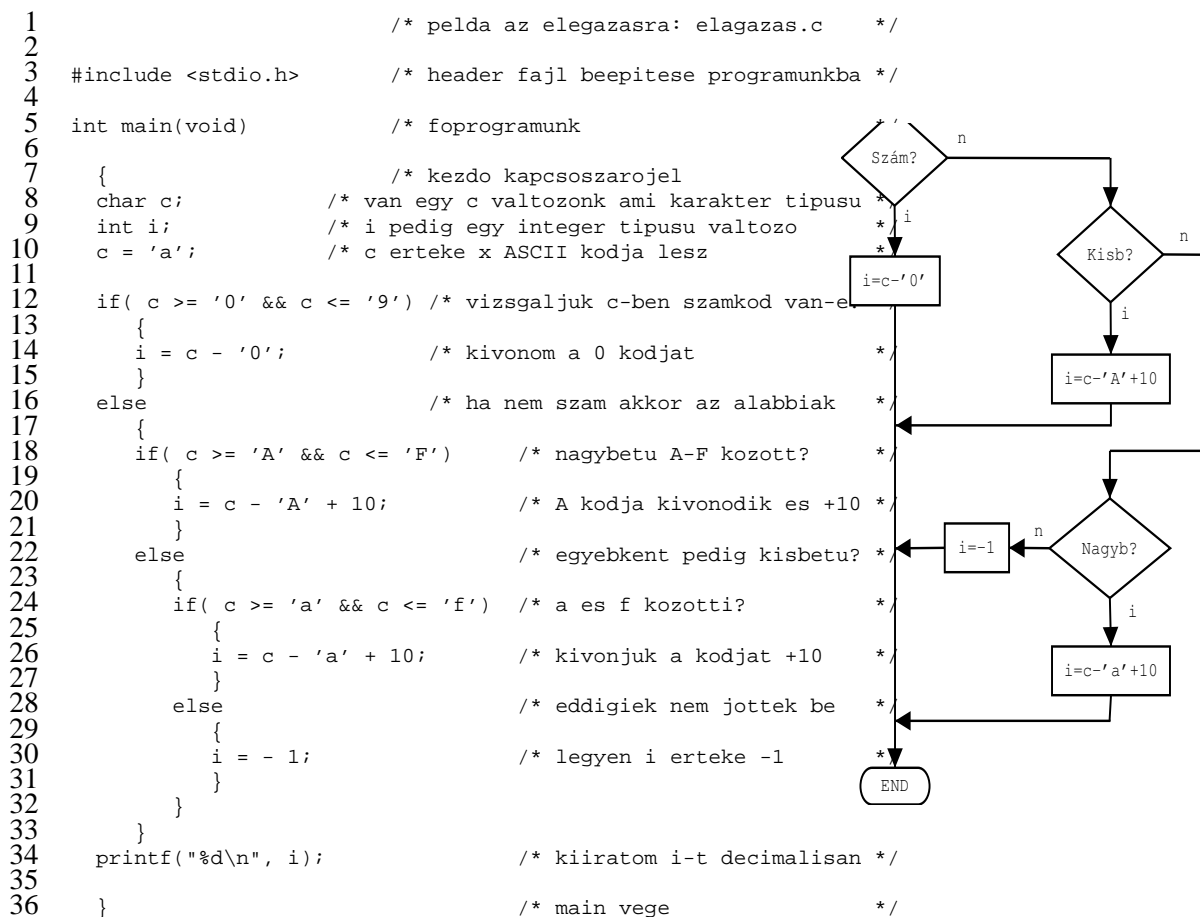 1 /* pelda az elegazasra: elagazas.c */
2
3 #include <stdio.h> /* header fajl beepitese programunkba */
4
5 int main(void) /* foprogramunk */
6
7 { /* kezdo kapcsoszarojel
8 char c; /* van egy c valtozonk ami karakter tipusu */
9 int i; /* i pedig egy integer tipusu valtozo */
10 c = 'a'; /* c erteke x ASCII kodja lesz */
11
12 if( c >= '0' && c <= '9') /* vizsgaljuk c-ben szamkod van-e. */
13 {
14 i = c - '0'; /* kivonom a 0 kodjat */
15 }
16 else /* ha nem szam akkor az alabbiak */
17 {
18 if( c >= 'A' && c <= 'F') /* nagybetu A-F kozott? */
19 {
20 i = c - 'A' + 10; /* A kodja kivonodik es +10 */
21 }
22 else /* egyebkent pedig kisbetu? */
23 {
24 if( c >= 'a' && c <= 'f') /* a es f kozotti? */
25 {
26 i = c - 'a' + 10; /* kivonjuk a kodjat +10 */
27 }
28 else /* eddigiek nem jottek be */
29 {
30 i = - 1; /* legyen i erteke -1 */
31 }
32 }
33 }
34 printf("%d\n", i); /* kiiratom i-t decimalisan */
35
36 } /* main vege */
Szám?
n
i
i=c-'0'
Kisb?
n
i
i=c-'A'+10
Nagyb?
n
i=-1
i
i=c-'a'+10
END